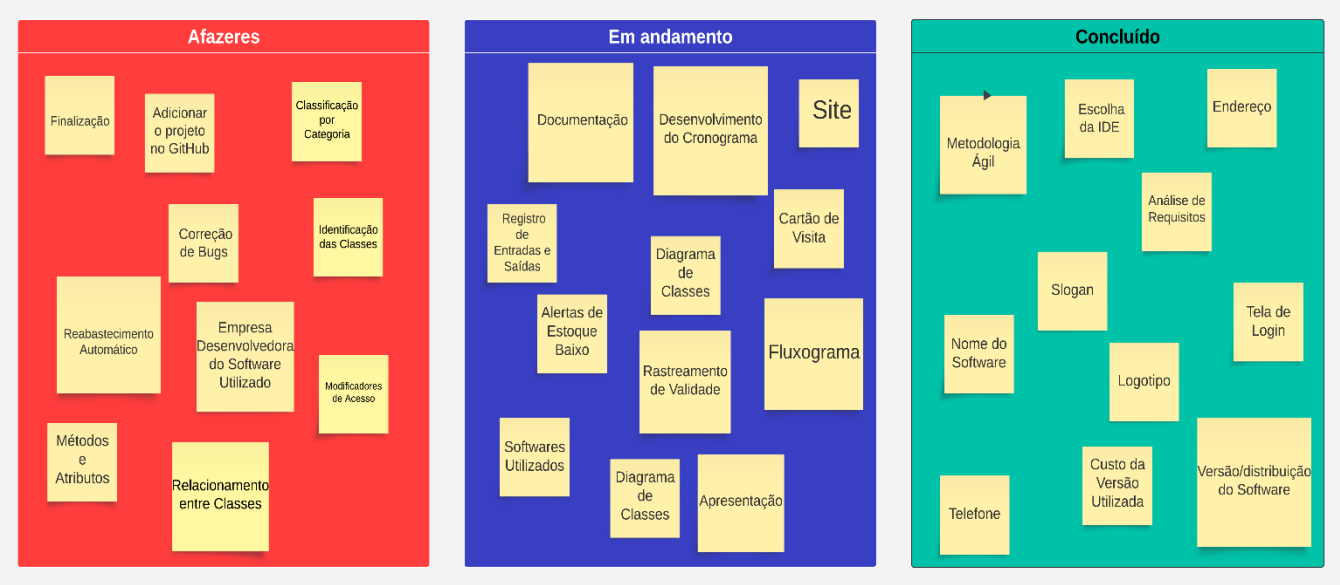 Afazeres
Finalização
Adicionar
o projeto
no GitHub
Classificação
por
Categoria
Correção
de Bugs
Identificação
das Classes
Reabastecimento
Automático
Empresa
Desenvolvedora
do Software
Utilizado
Modificadores
de Acesso
Métodos
e
Atributos
Relacionamento
entre Classes
Em andamento
Documentação
Desenvolvimento
do Cronograma
Site
Registro
de
Entradas e
Saídas
Cartão de
Visita
Diagrama
de
Classes
Alertas de
Estoque
Baixo
Fluxograma
Rastreamento
de Validade
Softwares
Utilizados
Diagrama
de
Classes
Apresentação
Concluído
Metodologia
Ágil
Escolha
da IDE
Endereço
Análise de
Requisitos
Slogan
Tela de
Login
Nome do
Software
Logotipo
Custo da
Versão
Utilizada
Versão/distribuição
do Software
Telefone